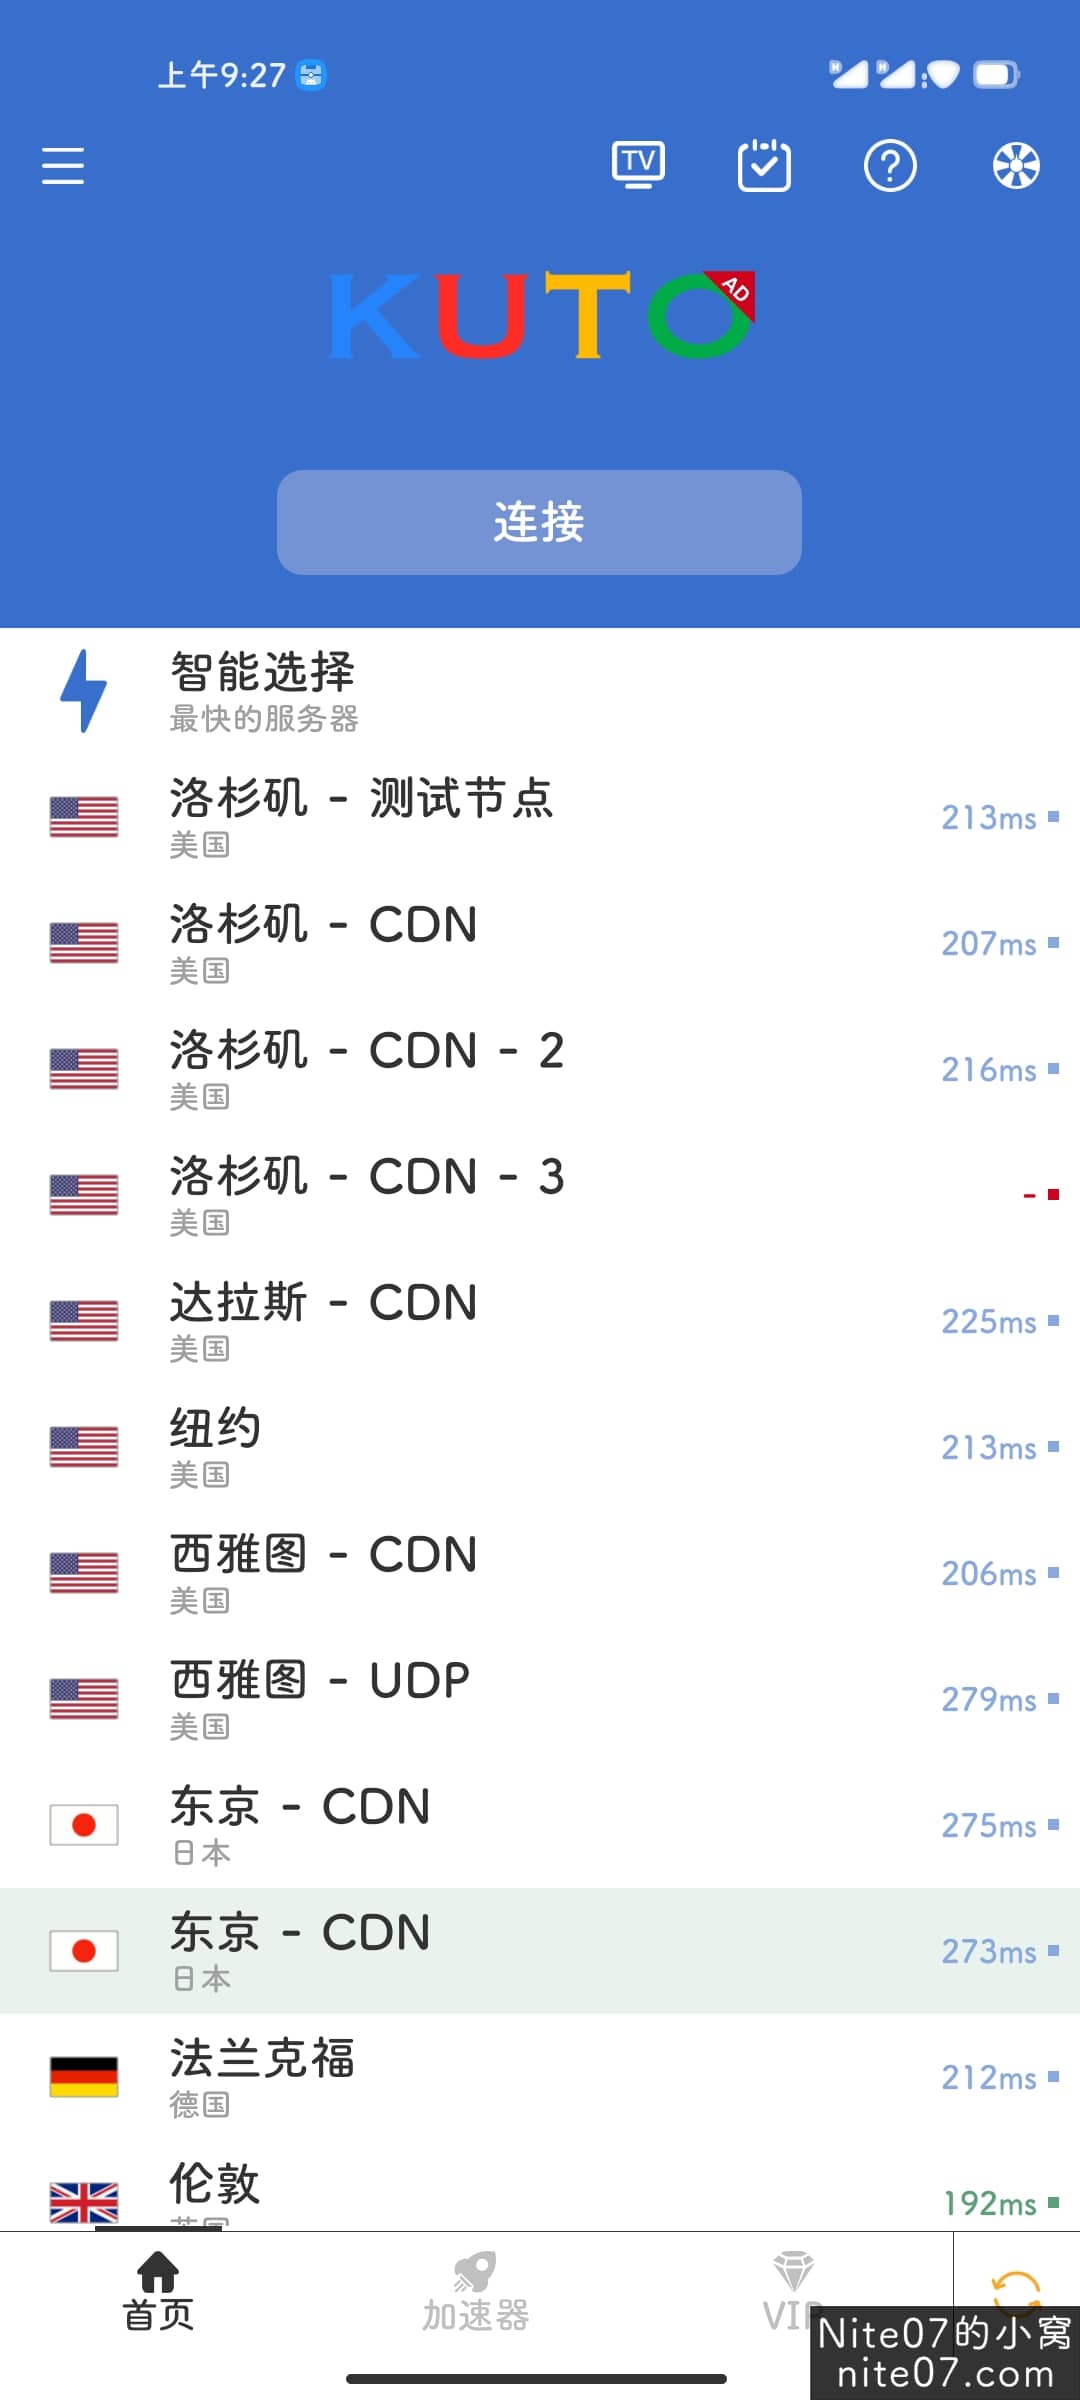 上午9:27
TV
KUTO
AD
连接
智能选择
最快的服务器
洛杉矶 - 测试节点
美国
213ms
洛杉矶 - CDN
美国
207ms
洛杉矶 - CDN - 2
美国
216ms
洛杉矶 - CDN - 3
美国
-
达拉斯 - CDN
美国
225ms
纽约
美国
213ms
西雅图 - CDN
美国
206ms
西雅图 - UDP
美国
279ms
东京 - CDN
日本
275ms
东京 - CDN
日本
273ms
法兰克福
德国
212ms
伦敦
192ms
首页
加速器
VIP
Nite07的小窝
nite07.com